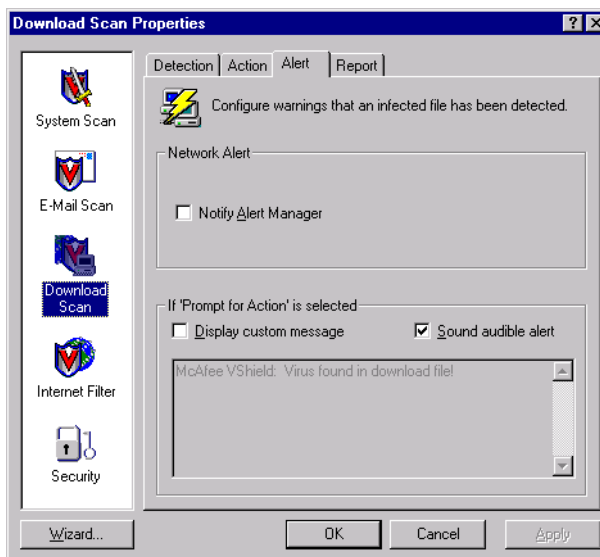 Download Scan Properties
System Scan
E-Mail Scan
Download
Scan
Internet Filter
Security
Detection
Action
Alert
Report
Configure warnings that an infected file has been detected.
Network Alert
Notify Alert Manager
If 'Prompt for Action' is selected
Display custom message
Sound audible alert
McAfee VShield: Virus found in download file!
Wizard...
OK
Cancel
Apply